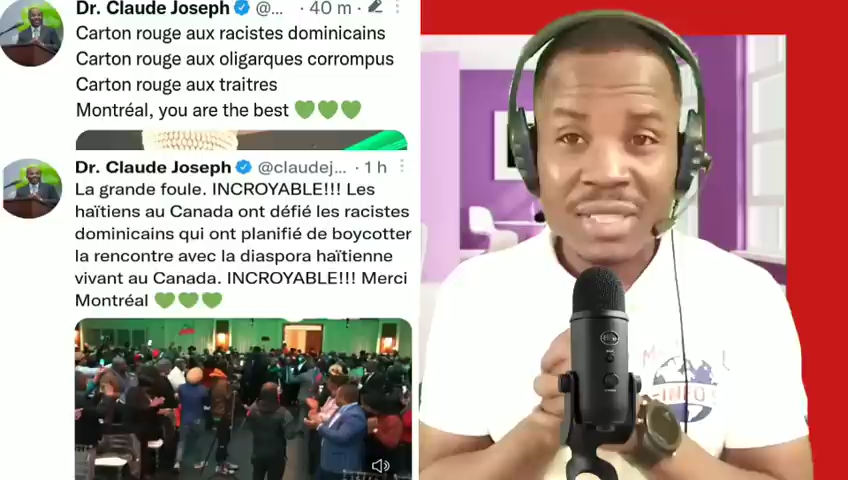 Dr. Claude Joseph @... · 40 m ·
Carton rouge aux racistes dominicains
Carton rouge aux oligarques corrompus
Carton rouge aux traitres
Montréal, you are the best 💚💚💚
Dr. Claude Joseph @claudej... · 1 h
La grande foule. INCROYABLE!!! Les
haïtiens au Canada ont défié les racistes
dominicains qui ont planifié de boycotter
la rencontre avec la diaspora haïtienne
vivant au Canada. INCROYABLE!!! Merci
Montréal 💚💚💚
INFO